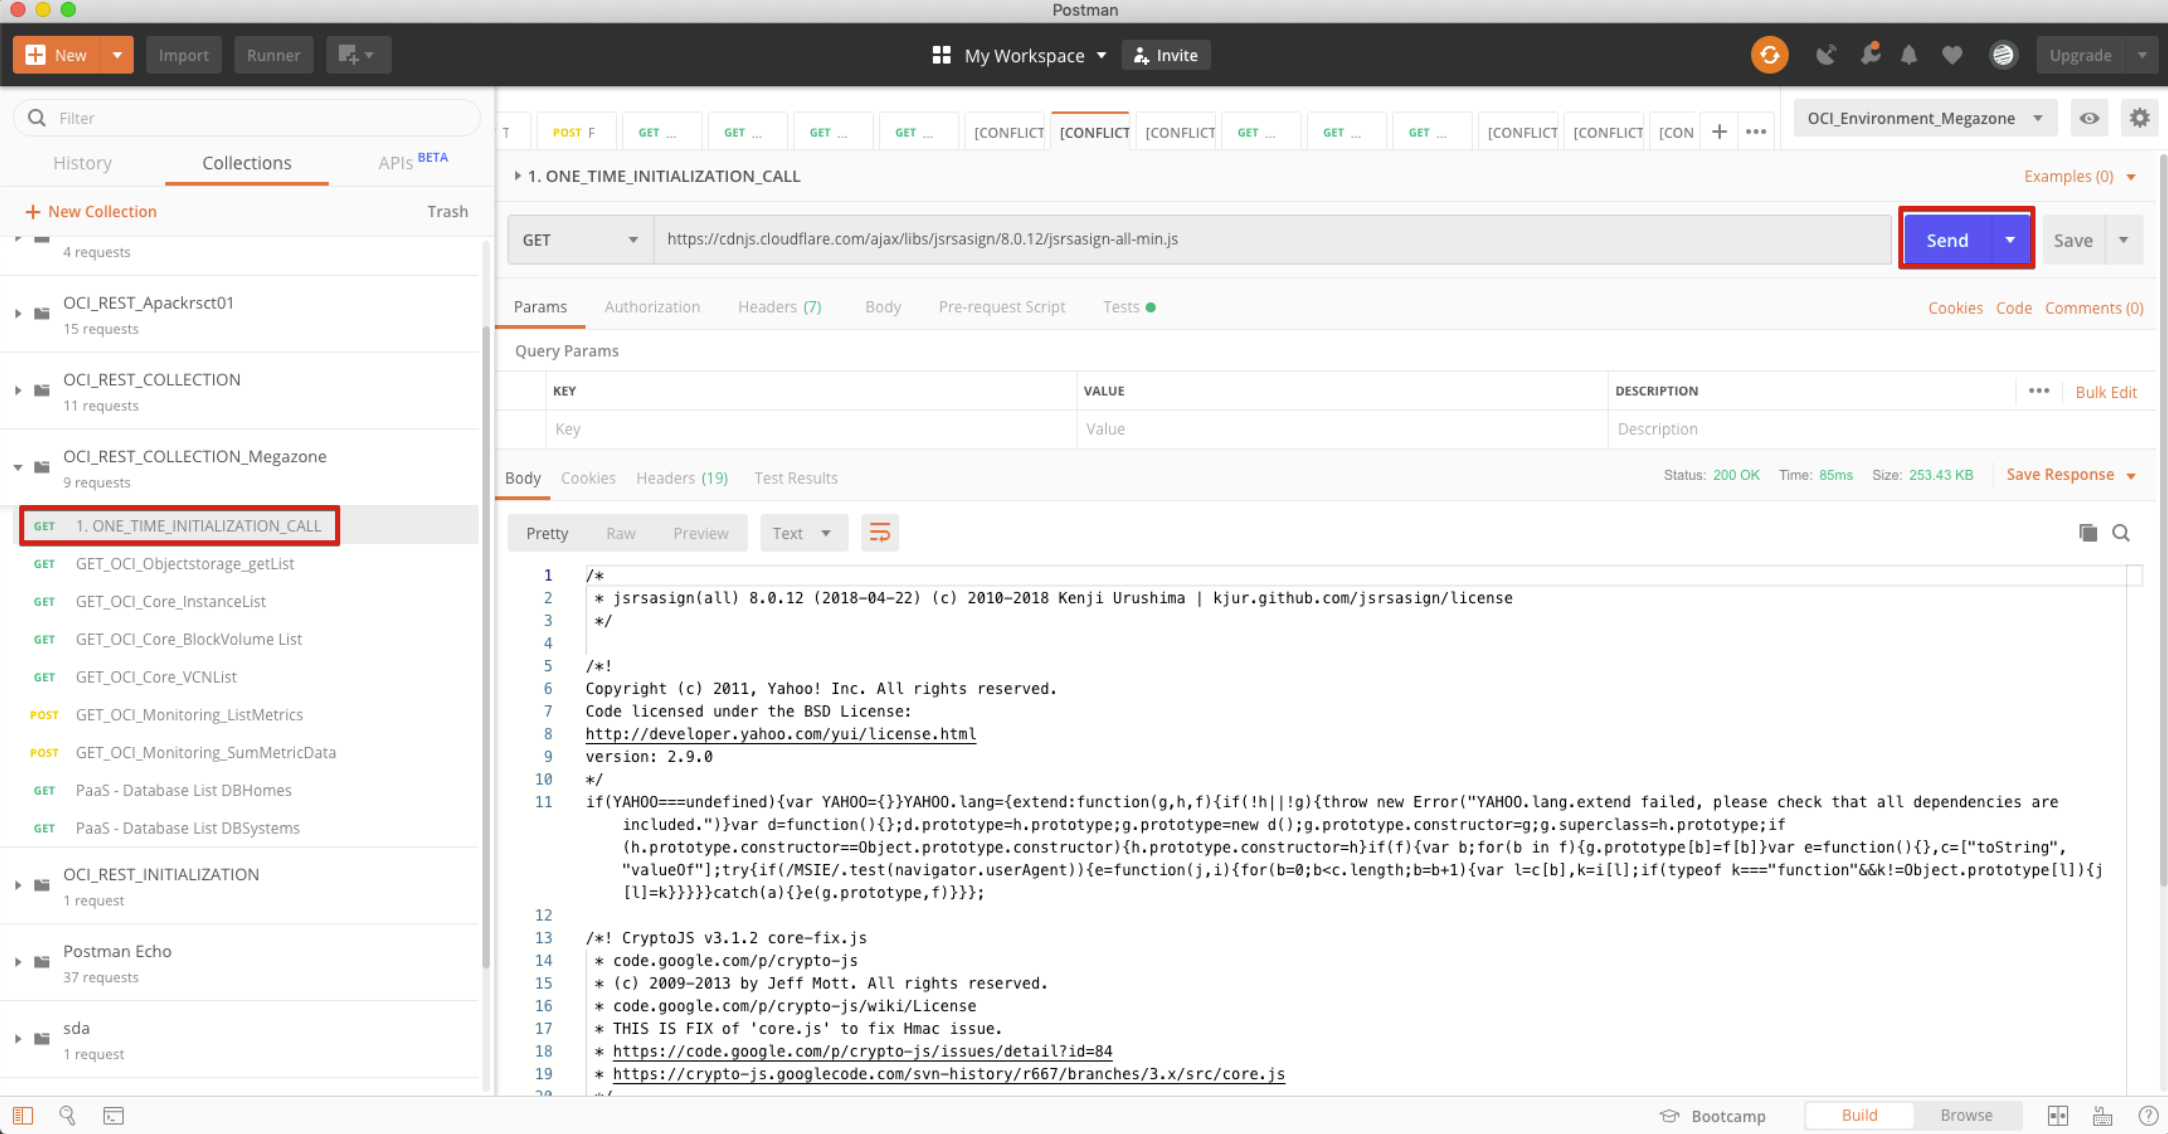 Postman
New
Import
Runner
My Workspace
Invite
Upgrade
Filter
History
Collections
APIs BETA
+ New Collection
Trash
4 requests
OCI_REST_Apackrsct01
15 requests
OCI_REST_COLLECTION
11 requests
OCI_REST_COLLECTION_Megazone
9 requests
GET 1. ONE_TIME_INITIALIZATION_CALL
GET GET_OCI_Objectstorage_getList
GET GET_OCI_Core_InstanceList
GET GET_OCI_Core_BlockVolume List
GET GET_OCI_Core_VCNList
POST GET_OCI_Monitoring_ListMetrics
POST GET_OCI_Monitoring_SumMetricData
GET PaaS - Database List DBHomes
GET PaaS - Database List DBSystems
OCI_REST_INITIALIZATION
1 request
Postman Echo
37 requests
sda
1 request
T POST F GET ... GET ... GET ... GET ... [CONFLICT [CONFLICT [CONFLICT GET ... GET ... GET ... [CONFLICT [CONFLICT [CON + •••
OCI_Environment_Megazone
1. ONE_TIME_INITIALIZATION_CALL
Examples (0)
GET
https://cdnjs.cloudflare.com/ajax/libs/jsrsasign/8.0.12/jsrsasign-all-min.js
Send
Save
Params Authorization Headers (7) Body Pre-request Script Tests
Cookies Code Comments (0)
Query Params
KEY VALUE DESCRIPTION ••• Bulk Edit
Key Value Description
Body Cookies Headers (19) Test Results
Status: 200 OK Time: 85ms Size: 253.43 KB Save Response
Pretty Raw Preview Text
1 /*
2 * jsrsasign(all) 8.0.12 (2018-04-22) (c) 2010-2018 Kenji Urushima | kjur.github.com/jsrsasign/license
3 */
4
5 /*!
6 Copyright (c) 2011, Yahoo! Inc. All rights reserved.
7 Code licensed under the BSD License:
8 http://developer.yahoo.com/yui/license.html
9 version: 2.9.0
10 */
11 if(YAHOO===undefined){var YAHOO={}}YAHOO.lang={extend:function(g,h,f){if(!h||!g){throw new Error("YAHOO.lang.extend failed, please check that all dependencies are
included.")}var d=function(){};d.prototype=h.prototype;g.prototype=new d();g.prototype.constructor=g;g.superclass=h.prototype;if
(h.prototype.constructor==Object.prototype.constructor){h.prototype.constructor=h}if(f){var b;for(b in f){g.prototype[b]=f[b]}var e=function(){},c=["toString",
"valueOf"];try{if(/MSIE/.test(navigator.userAgent)){e=function(j,i){for(b=0;b<c.length;b=b+1){var l=c[b],k=i[l];if(typeof k==="function"&&k!=Object.prototype[l]){j
[l]=k}}}}}catch(a){}e(g.prototype,f)}}};
12
13 /*! CryptoJS v3.1.2 core-fix.js
14 * code.google.com/p/crypto-js
15 * (c) 2009-2013 by Jeff Mott. All rights reserved.
16 * code.google.com/p/crypto-js/wiki/License
17 * THIS IS FIX of 'core.js' to fix Hmac issue.
18 * https://code.google.com/p/crypto-js/issues/detail?id=84
19 * https://crypto-js.googlecode.com/svn-history/r667/branches/3.x/src/core.js
20 */
Bootcamp
Build
Browse